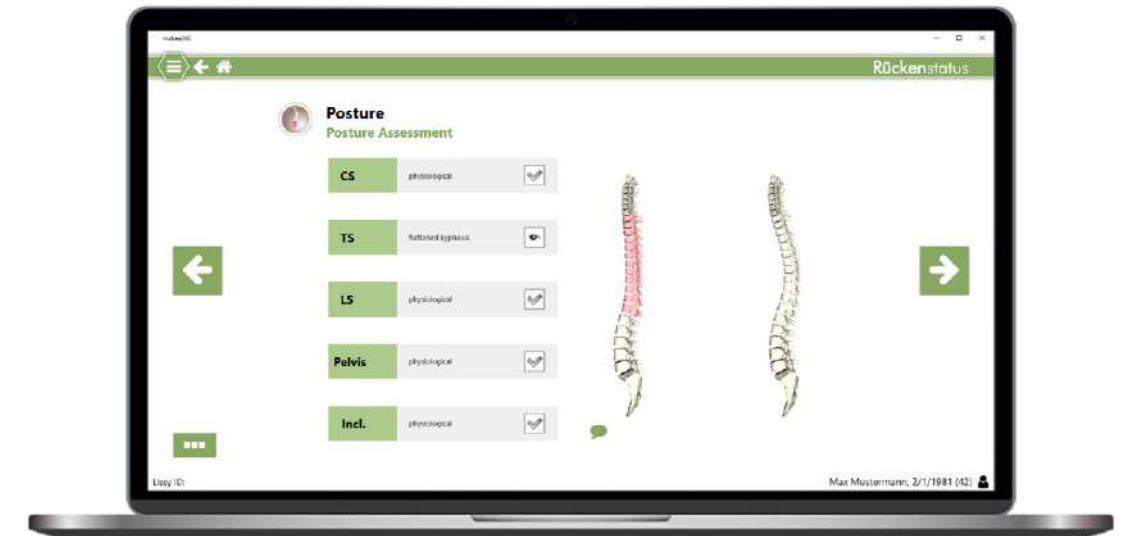 Rückenstatus
Posture
Posture Assessment
CS physiological
TS flattened kyphosis
LS physiological
Pelvis physiological
Incl. physiological
Lissy ID:
Max Mustermann, 2/1/1981 (42)